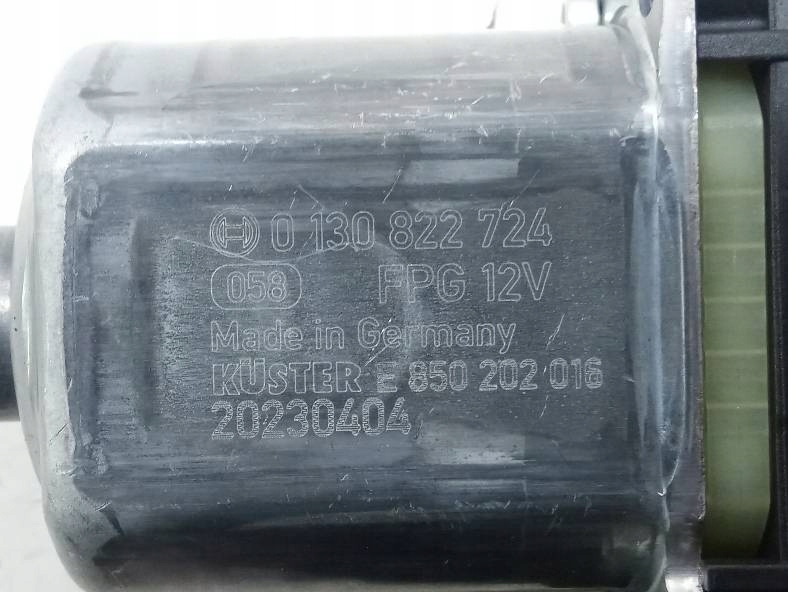 0 130 822 724
058 FPG 12V
Made in Germany
KÜSTER E 850 202 016
20230404